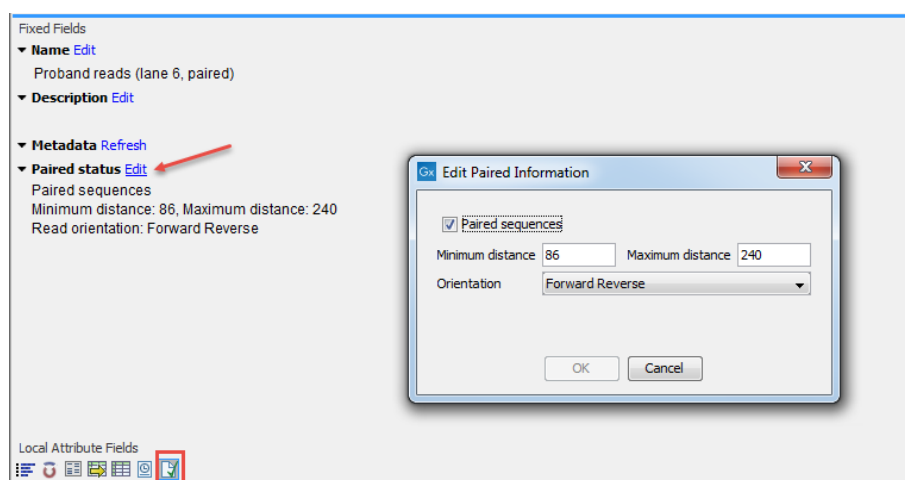 Fixed Fields
Name Edit
Proband reads (lane 6, paired)
Description Edit
Metadata Refresh
Paired status Edit
Paired sequences
Minimum distance: 86, Maximum distance: 240
Read orientation: Forward Reverse
Gx Edit Paired Information
Paired sequences
Minimum distance 86 Maximum distance 240
Orientation Forward Reverse
OK Cancel
Local Attribute Fields